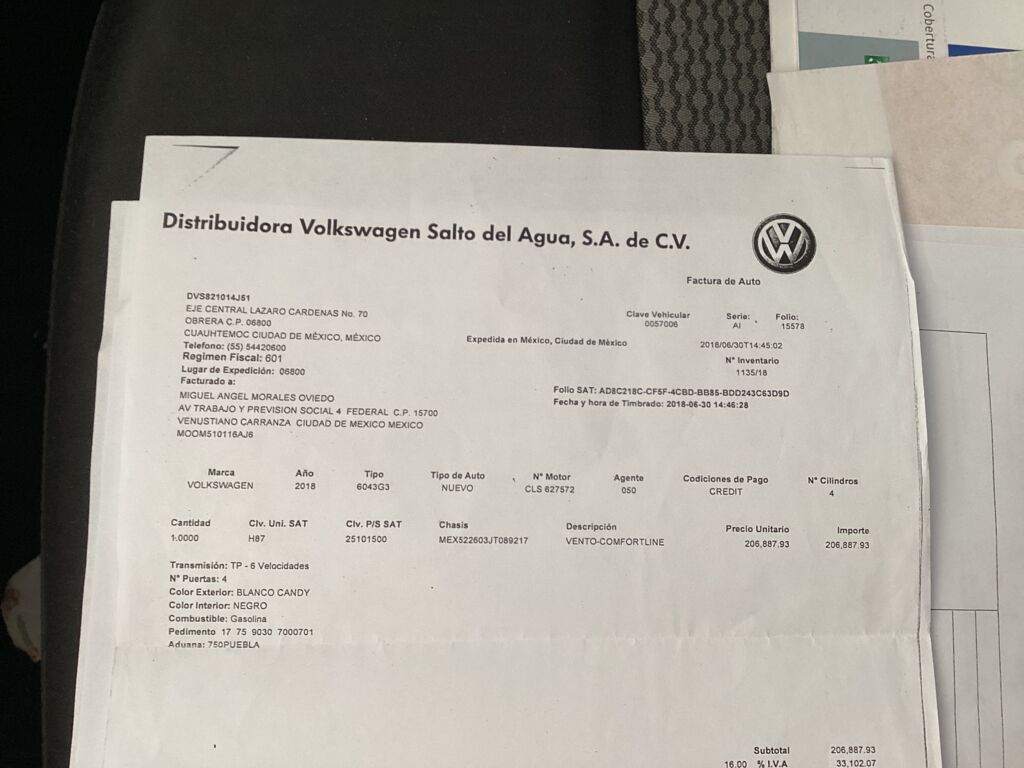 Cobertura
Distribuidora Volkswagen Salto del Agua, S.A. de C.V.
Factura de Auto
DVS821014J51
EJE CENTRAL LAZARO CARDENAS No. 70
OBRERA C.P. 06800
CUAUHTEMOC CIUDAD DE MÉXICO, MÉXICO
Telefono: (55) 54420600
Regimen Fiscal: 601
Lugar de Expedición: 06800
Clave Vehicular Serie: Folio:
0057006 AI 15578
Expedida en México, Ciudad de México 2018/06/30T14:45:02
N° Inventario
1135/18
Facturado a:
MIGUEL ANGEL MORALES OVIEDO
AV TRABAJO Y PREVISION SOCIAL 4 FEDERAL C.P. 15700
VENUSTIANO CARRANZA CIUDAD DE MEXICO MEXICO
MOOM510116AJ6
Folio SAT: AD8C218C-CF5F-4CBD-BB85-BDD243C63D9D
Fecha y hora de Timbrado: 2018-06-30 14:46:28
Marca Año Tipo Tipo de Auto N° Motor Agente Codiciones de Pago N° Cilindros
VOLKSWAGEN 2018 6043G3 NUEVO CLS 627572 050 CREDIT 4
Cantidad Clv. Uni. SAT Clv. P/S SAT Chasis Descripción Precio Unitario Importe
1.0000 H87 25101500 MEX522603JT089217 VENTO-COMFORTLINE 206,887.93 206,887.93
Transmisión: TP - 6 Velocidades
N° Puertas: 4
Color Exterior: BLANCO CANDY
Color Interior: NEGRO
Combustible: Gasolina
Pedimento 17 75 9030 7000701
Aduana: 750PUEBLA
Subtotal 206,887.93
16.00 % I.V.A 33,102.07